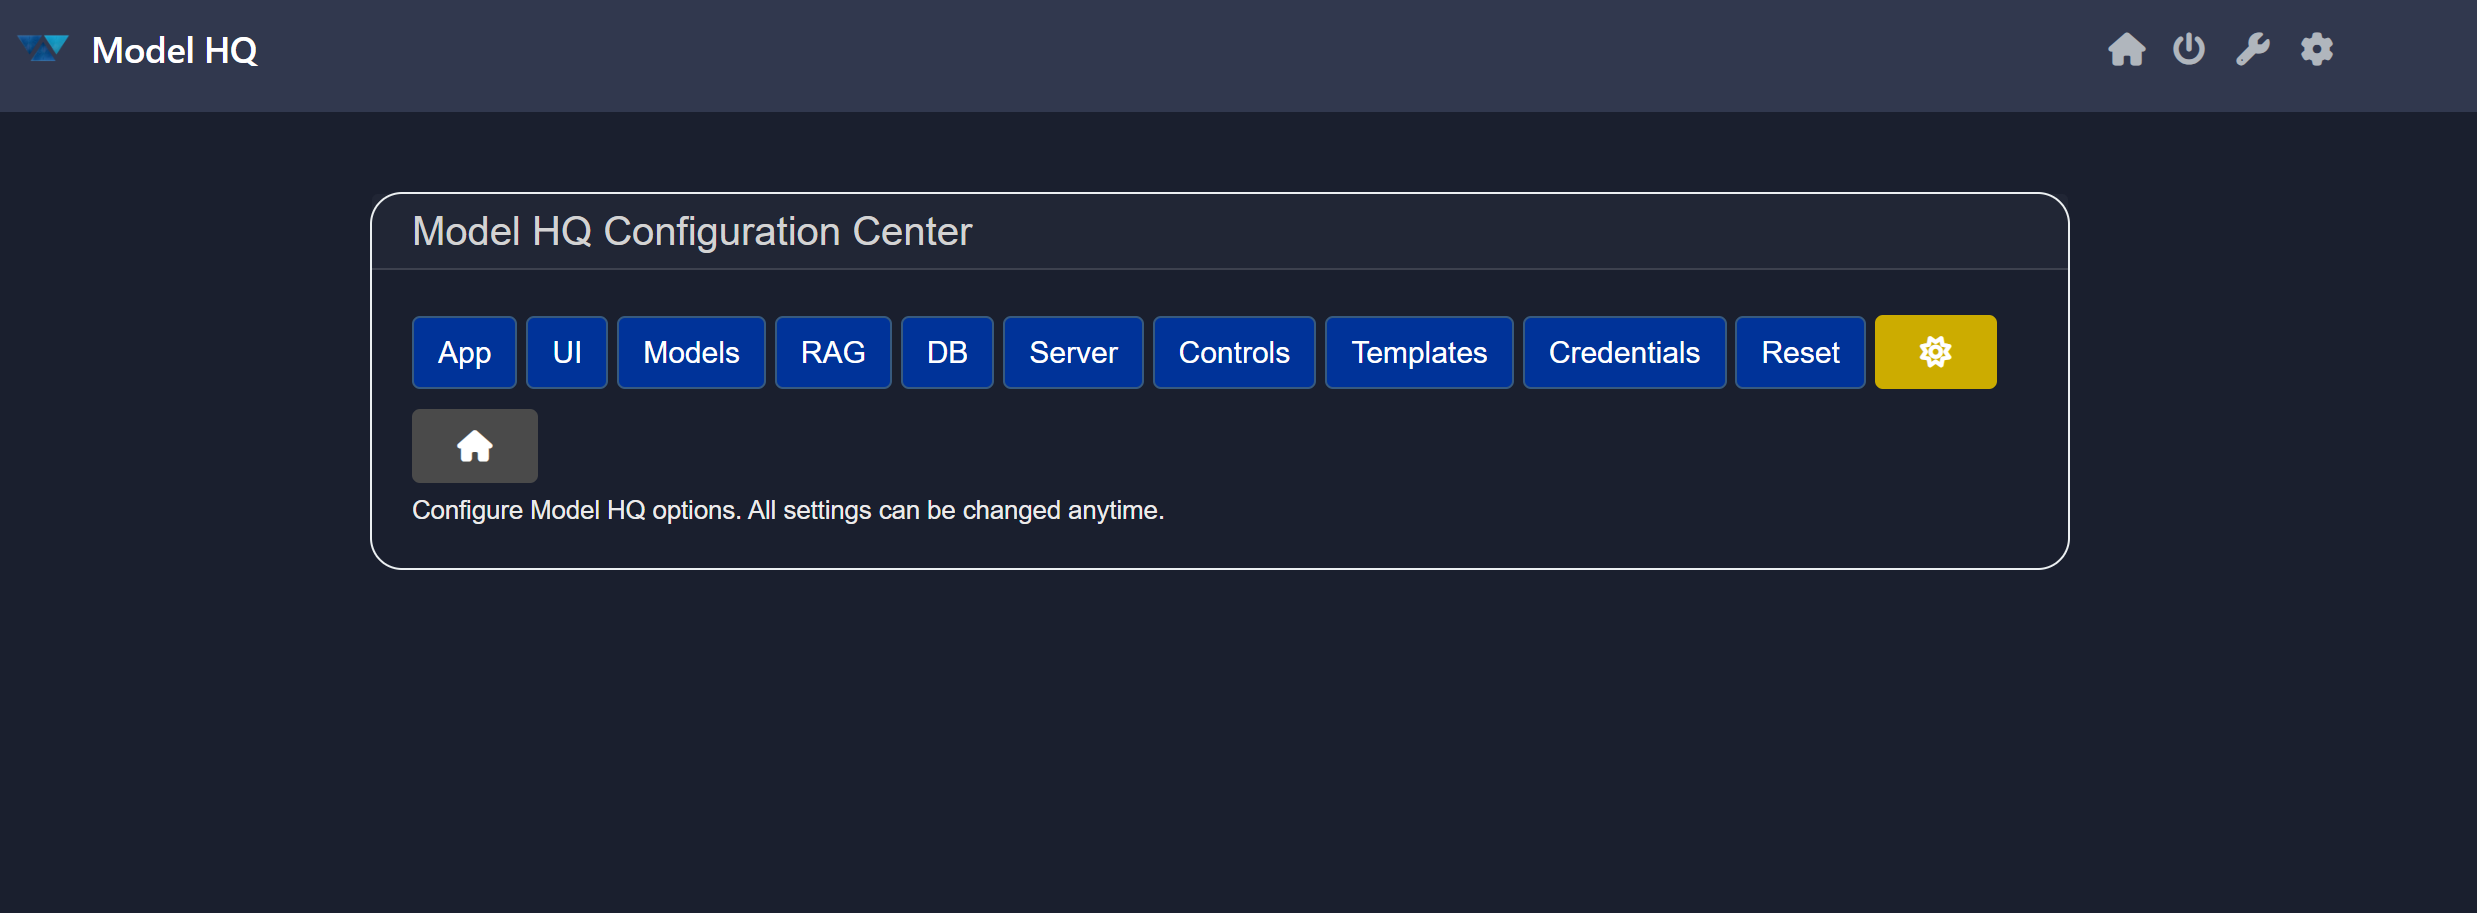 Model HQ
Model HQ Configuration Center
App UI Models RAG DB Server Controls Templates Credentials Reset
Configure Model HQ options. All settings can be changed anytime.